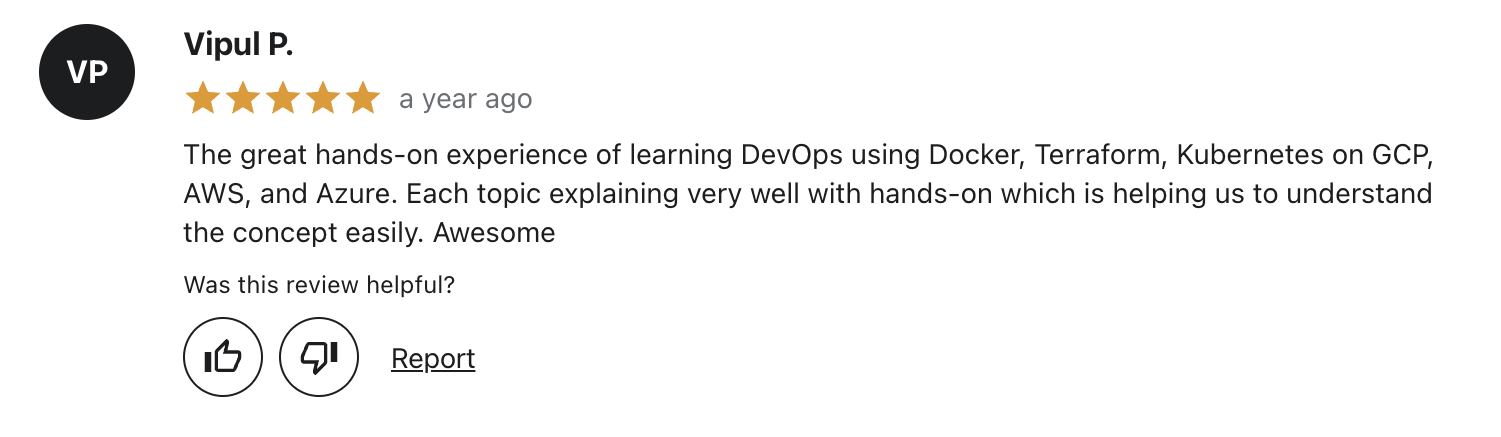 VP
Vipul P.
a year ago
The great hands-on experience of learning DevOps using Docker, Terraform, Kubernetes on GCP,
AWS, and Azure. Each topic explaining very well with hands-on which is helping us to understand
the concept easily. Awesome
Was this review helpful?
Report